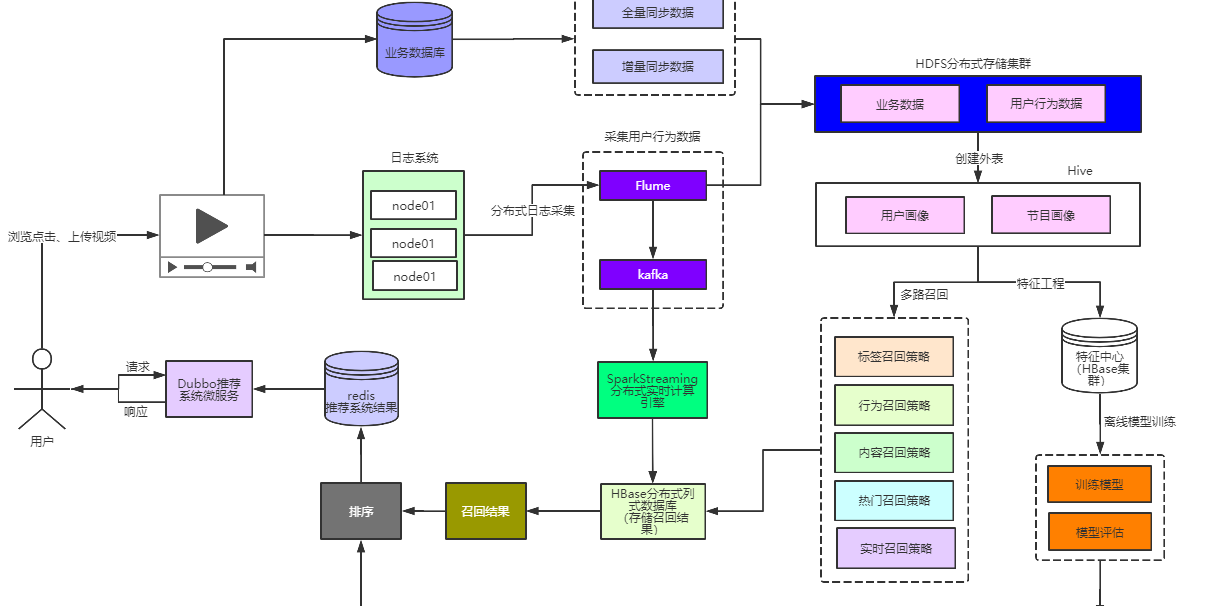 全量同步数据
业务数据库
增量同步数据
HDFS分布式存储集群
业务数据
用户行为数据
采集用户行为数据
日志系统
创建外表
Hive
Flume
node01
分布式日志采集
用户画像
节目画像
浏览点击、上传视频
node01
kafka
node01
多路召回
特征工程
标签召回策略
特征中心
（HBase集
群）
请求
Dubbo推荐
系统微服务
响应
redis
推荐系统结果
SparkStreaming
分布式实时计算
引擎
行为召回策略
离线模型训练
用户
内容召回策略
训练模型
HBase分布式列
式数据库
（存储召回结
果）
热门召回策略
排序
召回结果
模型评估
实时召回策略